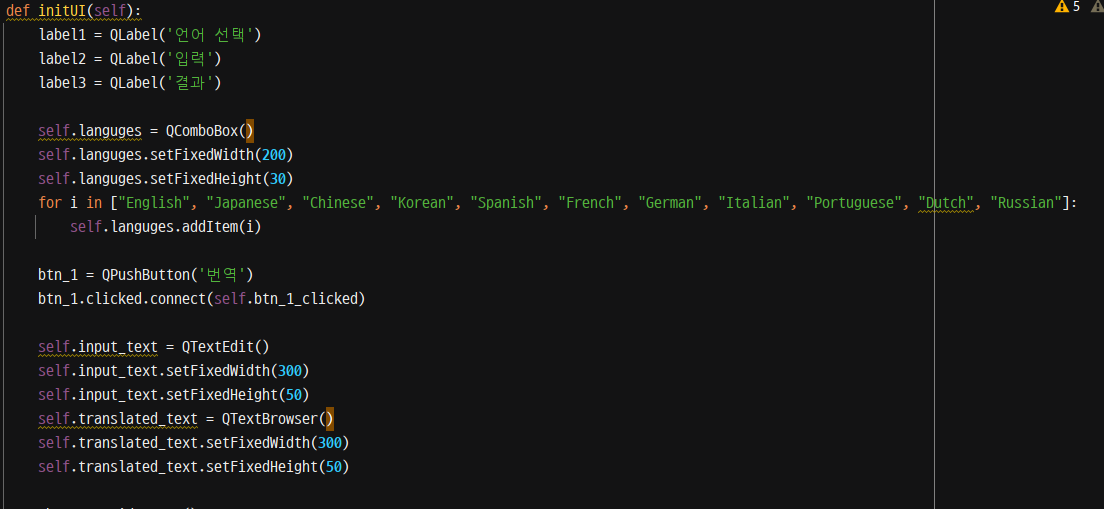 def initUI(self):
5
label1 = QLabel('언어 선택')
label2 = QLabel('입력')
label3 = QLabel('결과')
self.languges = QComboBox()
self.languges.setFixedWidth(200)
self.languges.setFixedHeight(30)
for i in ["English", "Japanese", "Chinese", "Korean", "Spanish", "French", "German", "Italian", "Portuguese", "Dutch", "Russian"]:
self.languges.addItem(i)
btn_1 = QPushButton('번역')
btn_1.clicked.connect(self.btn_1_clicked)
self.input_text = QTextEdit()
self.input_text.setFixedWidth(300)
self.input_text.setFixedHeight(50)
self.translated_text = QTextBrowser()
self.translated_text.setFixedWidth(300)
self.translated_text.setFixedHeight(50)